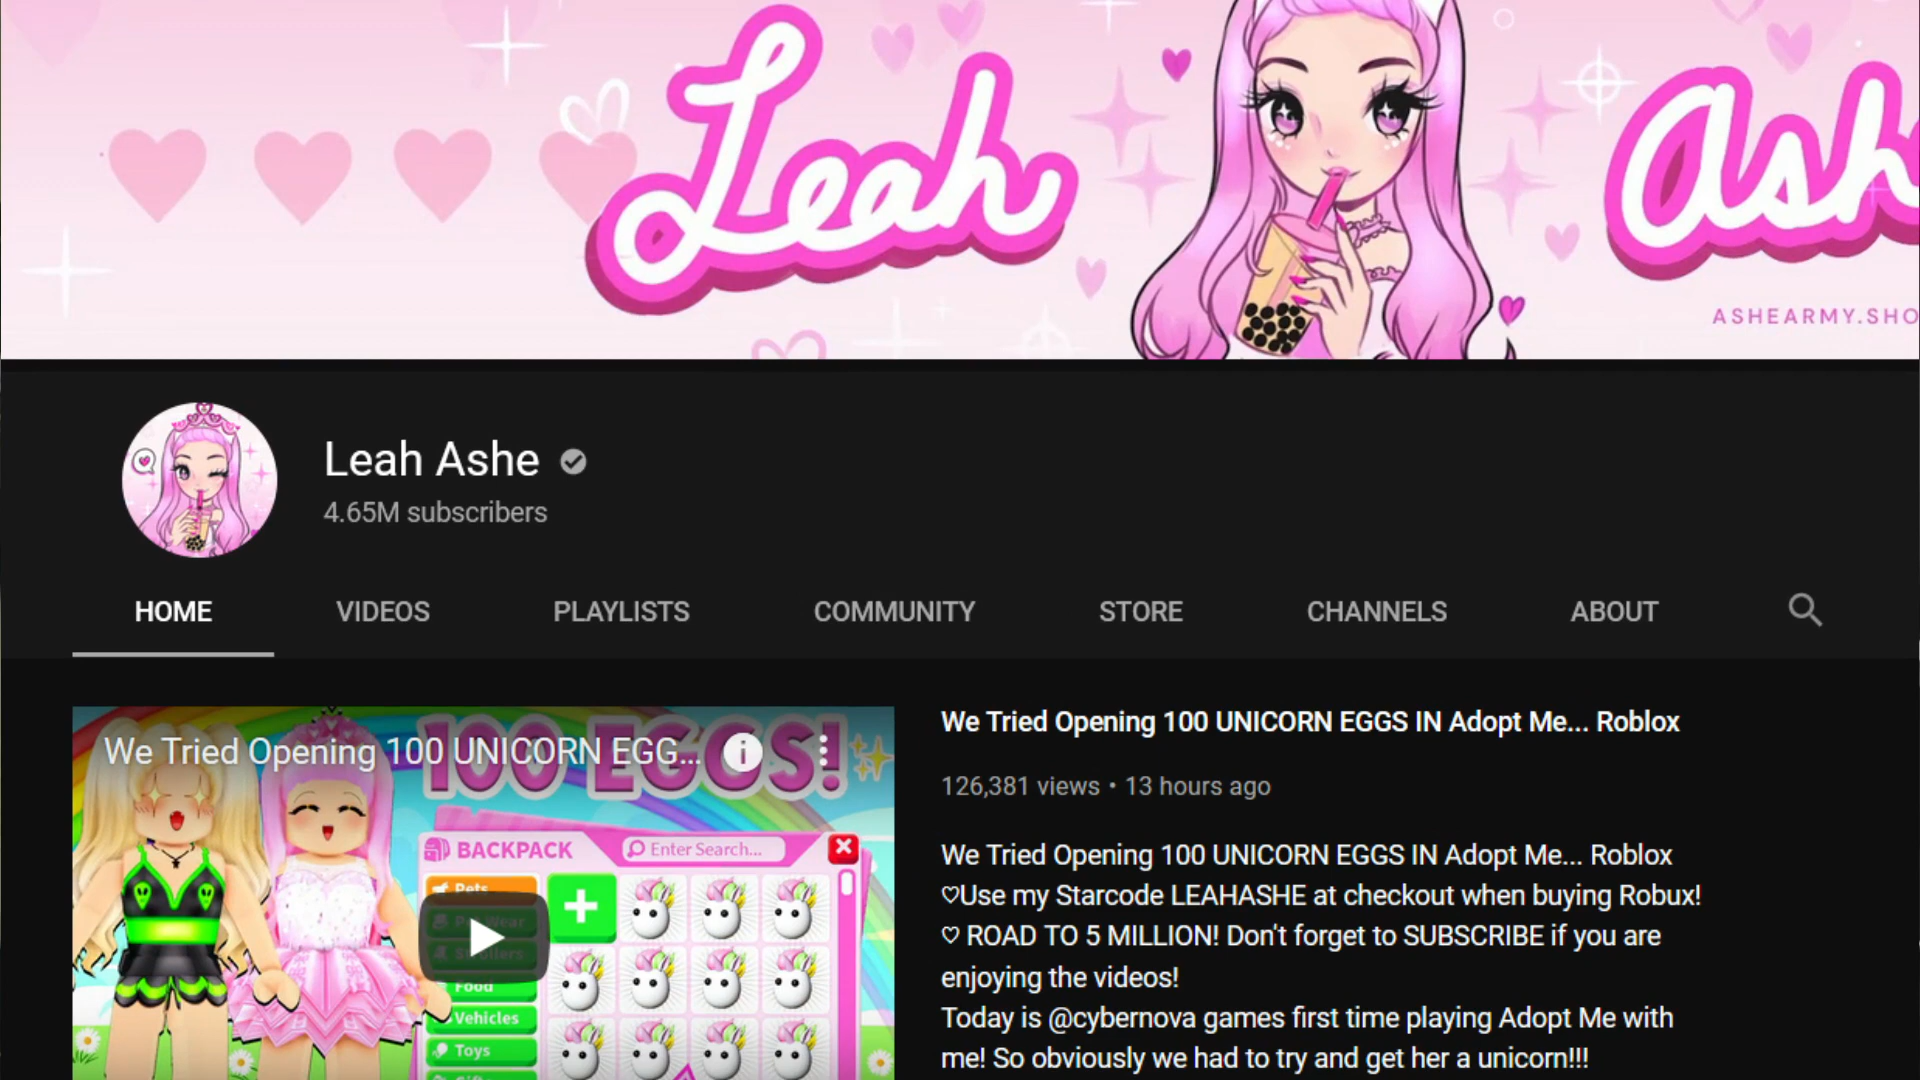 Leah
Ash
ASHEARMY.SHO
Leah Ashe
4.65M subscribers
HOME
VIDEOS
PLAYLISTS
COMMUNITY
STORE
CHANNELS
ABOUT
We Tried Opening 100 UNICORN EGG...
100 EGGS!
BACKPACK
Enter Search...
Pets
Pet Wear
Strollers
Food
Vehicles
Toys
We Tried Opening 100 UNICORN EGGS IN Adopt Me... Roblox
126,381 views • 13 hours ago
We Tried Opening 100 UNICORN EGGS IN Adopt Me... Roblox
♡Use my Starcode LEAHASHE at checkout when buying Robux!
♡ ROAD TO 5 MILLION! Don't forget to SUBSCRIBE if you are
enjoying the videos!
Today is @cybernova games first time playing Adopt Me with
me! So obviously we had to try and get her a unicorn!!!